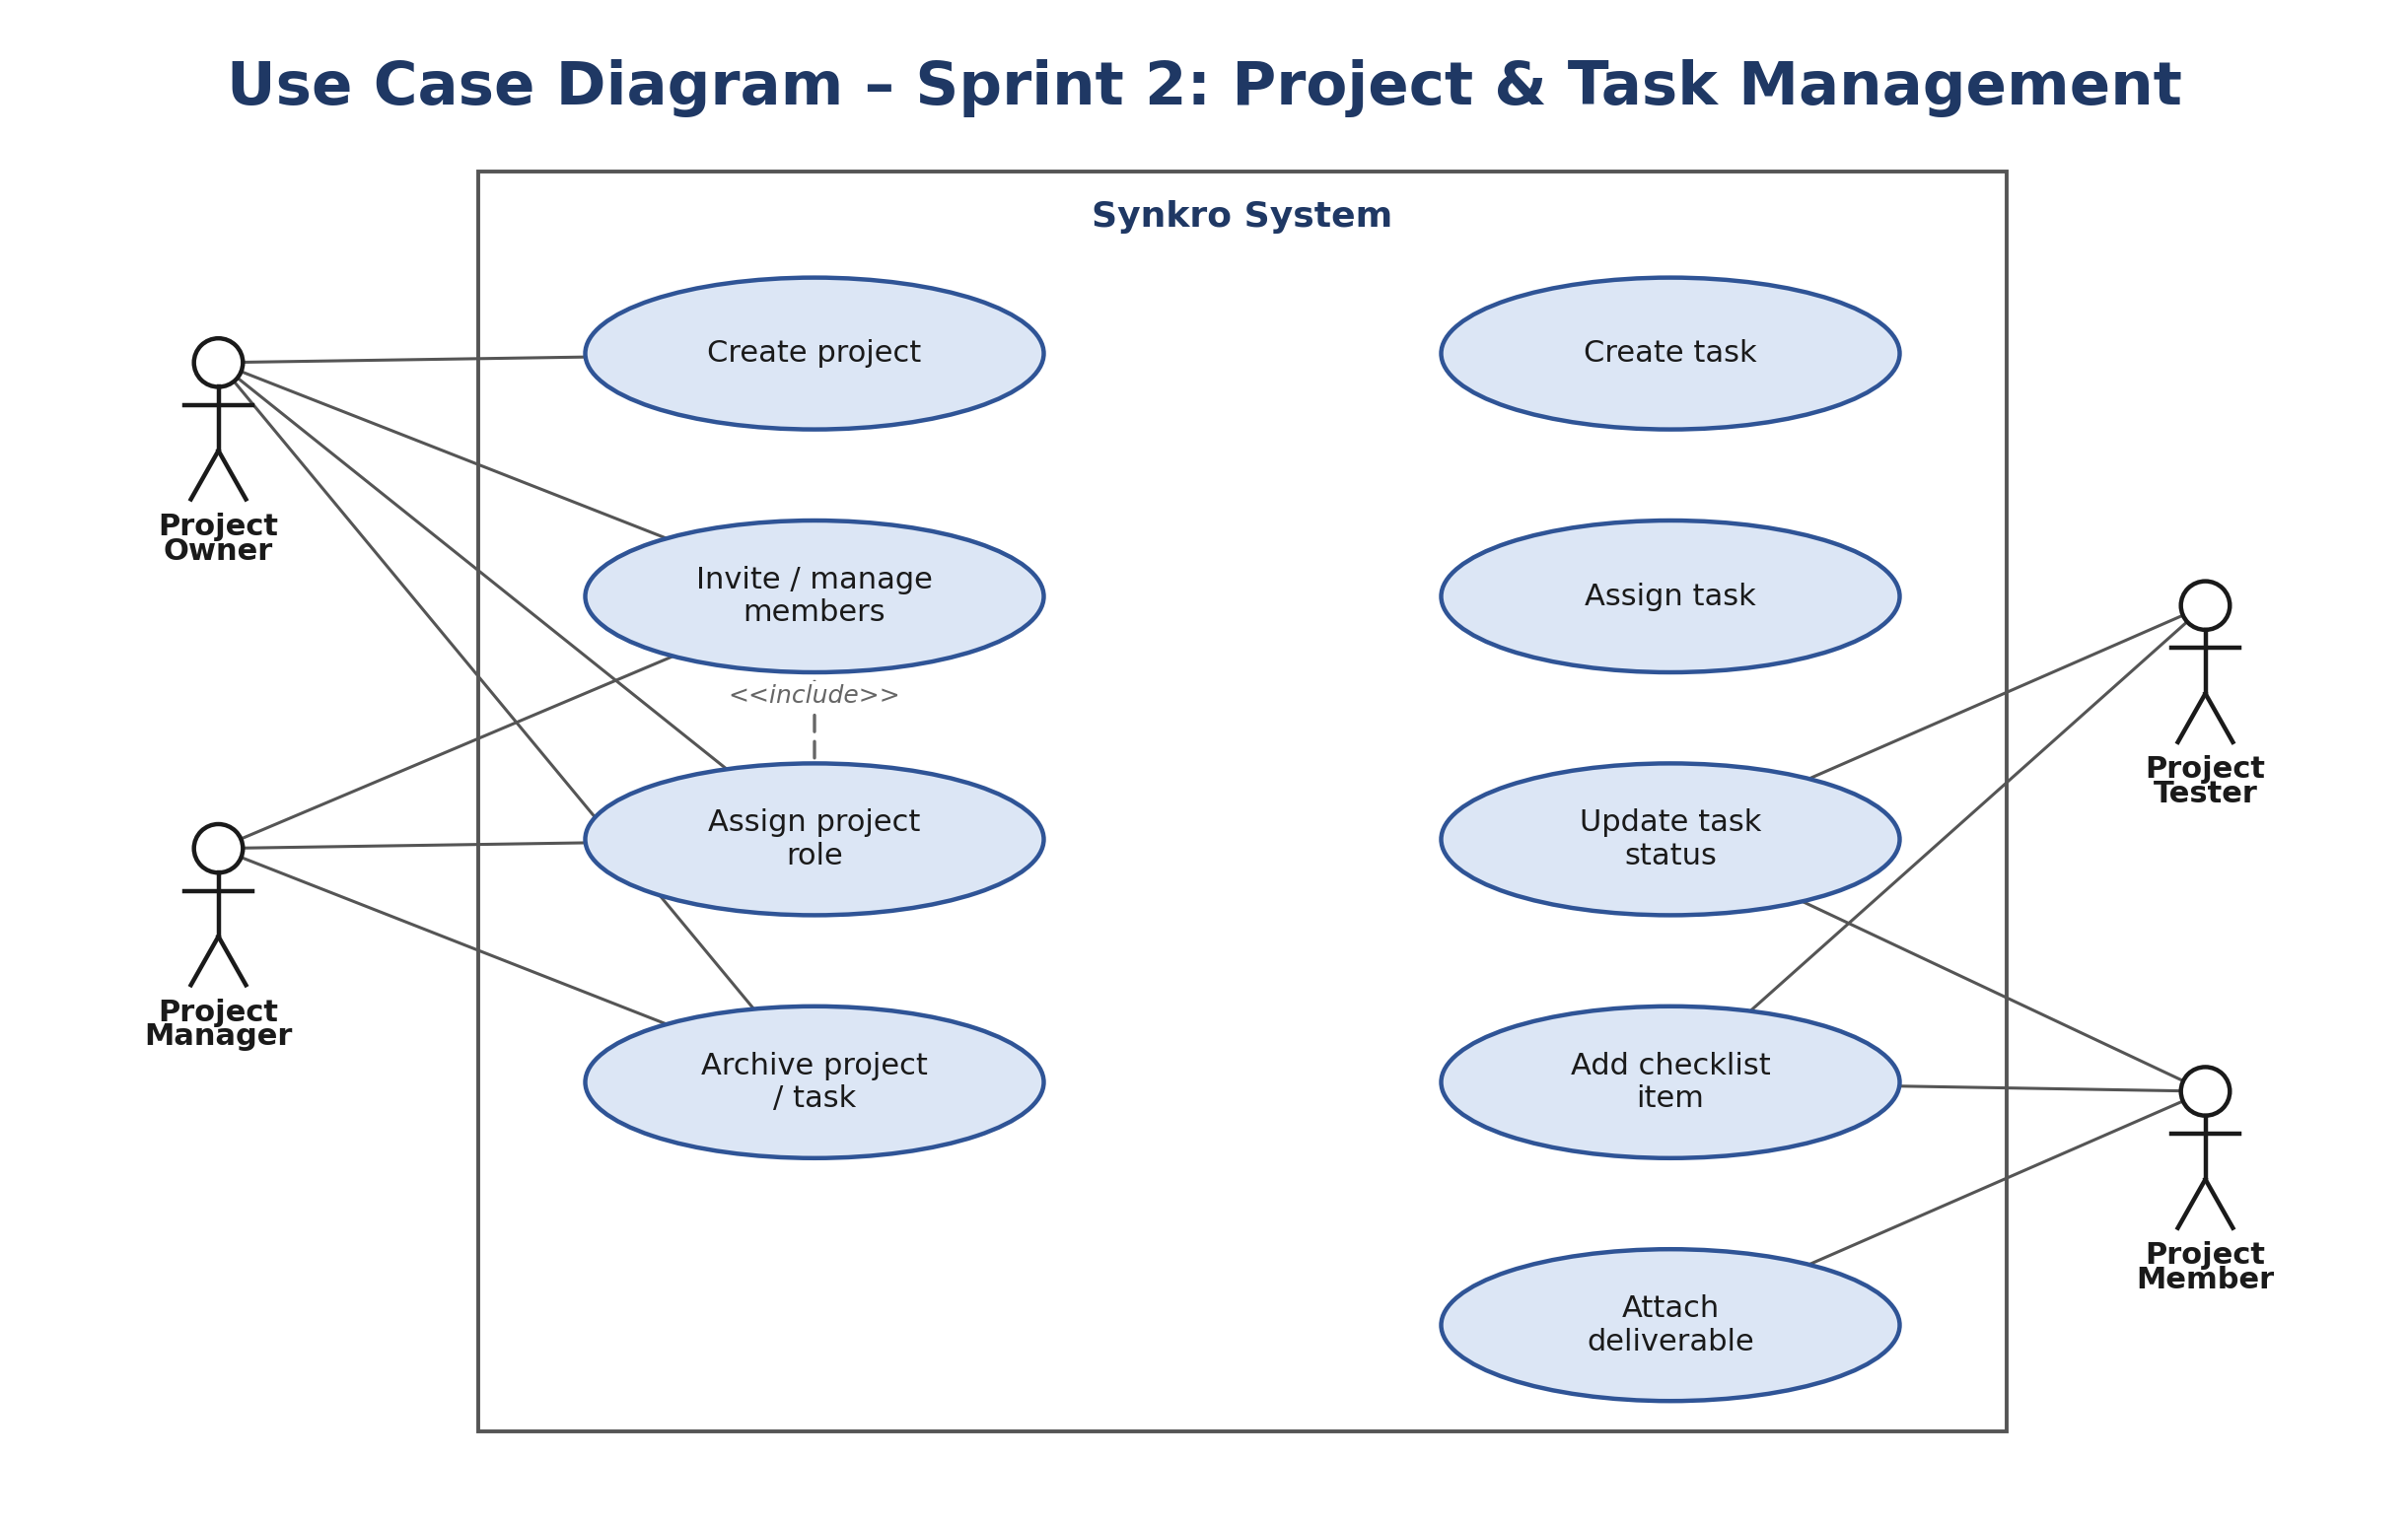 Use Case Diagram – Sprint 2: Project & Task Management
Synkro System
Create project
Create task
Project
Owner
Invite / manage
members
Assign task
<<include>>
Project
Tester
Assign project
role
Update task
status
Project
Manager
Archive project
/ task
Add checklist
item
Project
Member
Attach
deliverable